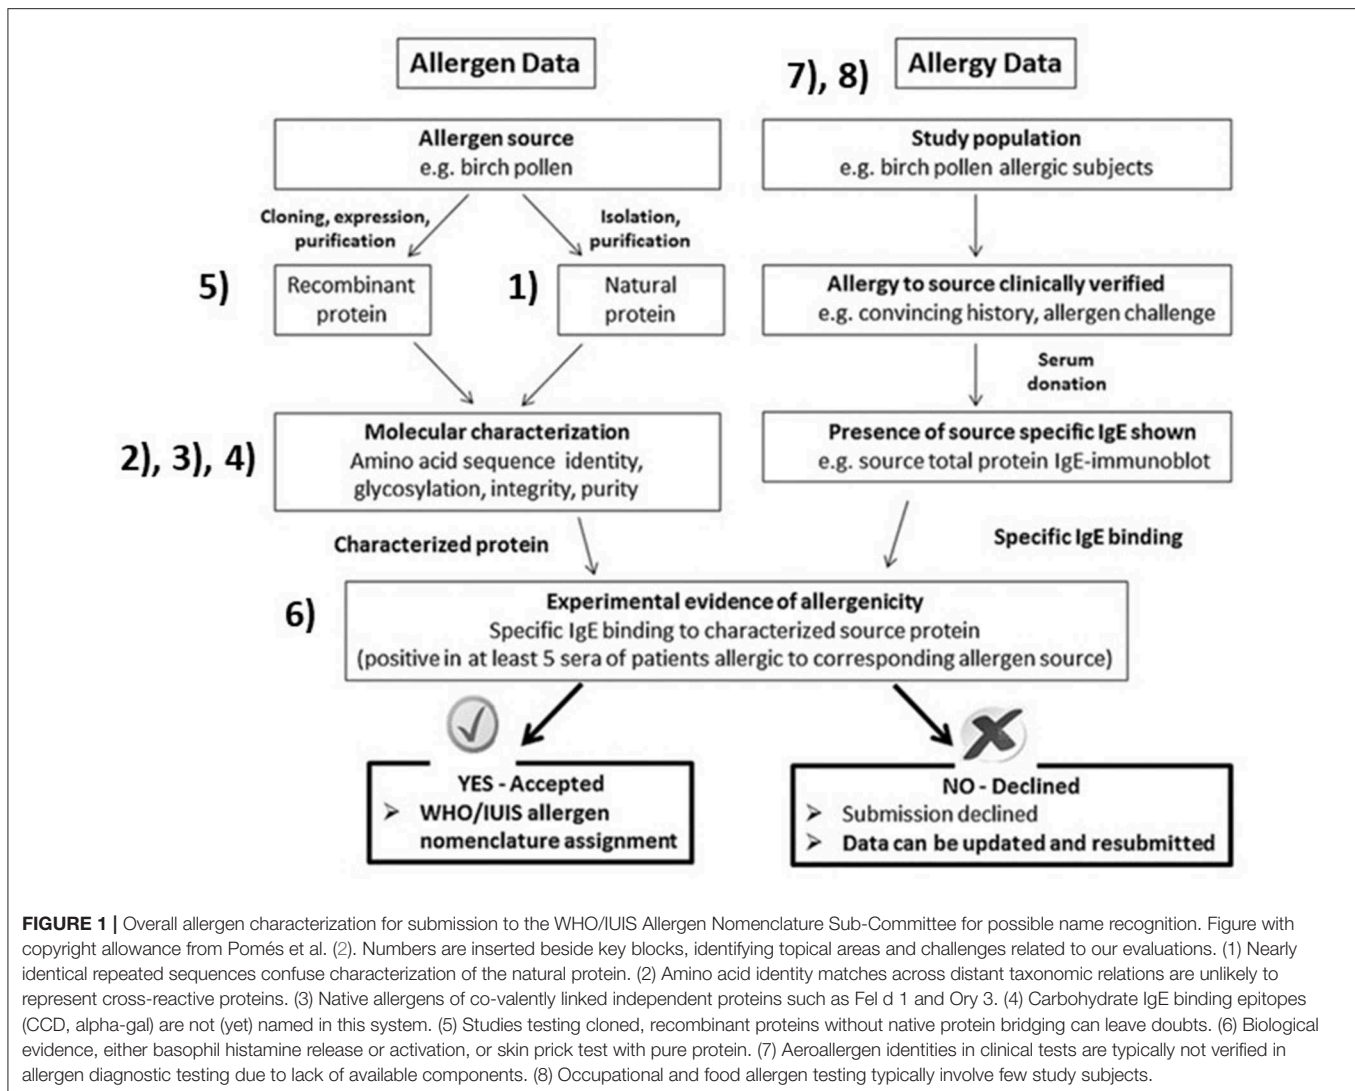 Allergen Data
7), 8)
Allergy Data
Allergen source
e.g. birch pollen
Study population
e.g. birch pollen allergic subjects
Cloning, expression,
purification
Isolation,
purification
5)
Recombinant
protein
1)
Natural
protein
Allergy to source clinically verified
e.g. convincing history, allergen challenge
Serum
donation
2), 3), 4)
Molecular characterization
Amino acid sequence identity,
glycosylation, integrity, purity
Presence of source specific IgE shown
e.g. source total protein IgE-immunoblot
Characterized protein
Specific IgE binding
6)
Experimental evidence of allergenicity
Specific IgE binding to characterized source protein
(positive in at least 5 sera of patients allergic to corresponding allergen source)
YES - Accepted
➢ WHO/IUIS allergen
nomenclature assignment
NO - Declined
➢ Submission declined
➢ Data can be updated and resubmitted
FIGURE 1 | Overall allergen characterization for submission to the WHO/IUIS Allergen Nomenclature Sub-Committee for possible name recognition. Figure with
copyright allowance from Pomés et al. (2). Numbers are inserted beside key blocks, identifying topical areas and challenges related to our evaluations. (1) Nearly
identical repeated sequences confuse characterization of the natural protein. (2) Amino acid identity matches across distant taxonomic relations are unlikely to
represent cross-reactive proteins. (3) Native allergens of co-valently linked independent proteins such as Fel d 1 and Ory 3. (4) Carbohydrate IgE binding epitopes
(CCD, alpha-gal) are not (yet) named in this system. (5) Studies testing cloned, recombinant proteins without native protein bridging can leave doubts. (6) Biological
evidence, either basophil histamine release or activation, or skin prick test with pure protein. (7) Aeroallergen identities in clinical tests are typically not verified in
allergen diagnostic testing due to lack of available components. (8) Occupational and food allergen testing typically involve few study subjects.